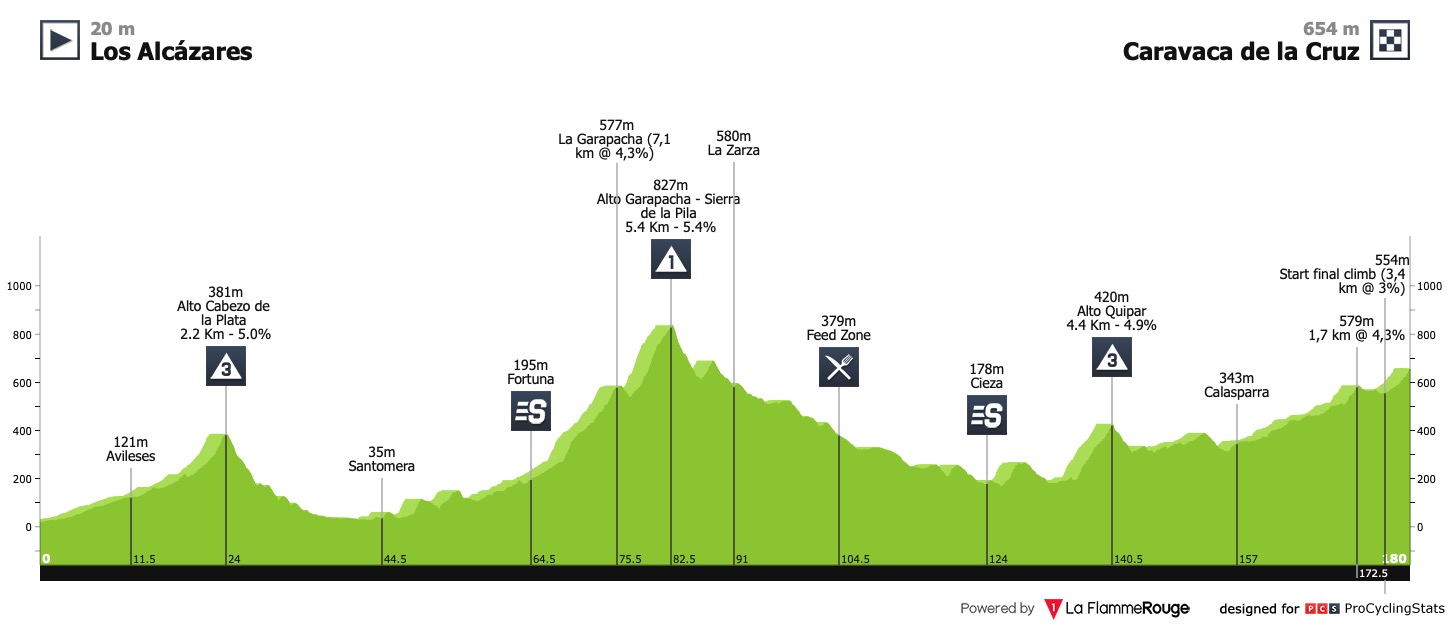 20 m
Los Alcázares
654 m
Caravaca de la Cruz
577m
La Garapacha (7,1
km @ 4,3%)
580m
La Zarza
827m
Alto Garapacha - Sierra
de la Pila
5.4 Km - 5.4%
1
554m
Start final climb (3,4
km @ 3%)
381m
Alto Cabezo de
la Plata
2.2 Km - 5.0%
3
420m
Alto Quipar
4.4 Km - 4.9%
3
379m
Feed Zone
579m
1,7 km @ 4,3%
195m
Fortuna
S
178m
Cieza
S
343m
Calasparra
121m
Avileses
35m
Santomera
1000
800
600
400
200
0
1000
800
600
400
200
0
0
11.5
24
44.5
64.5
75.5
82.5
91
104.5
124
140.5
157
180
172.5
Powered by
1
La FlammeRouge
designed for
PCS
ProCyclingStats